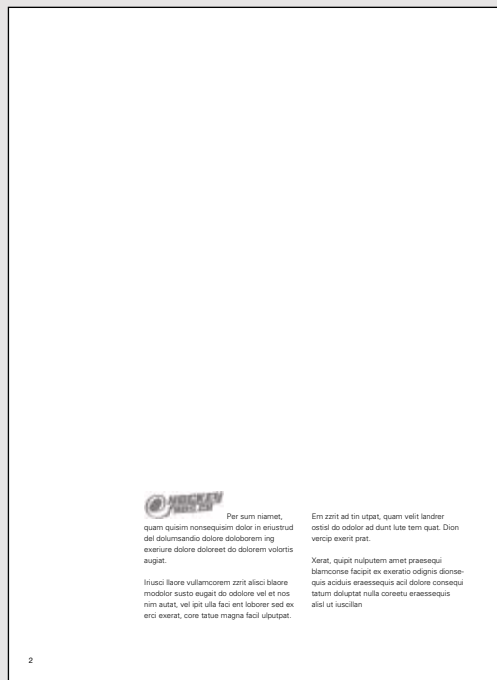 HOCKEY
FANS.CH
Per sum niamet,
quam quisim nonsequisim dolor in eriustrud
del dolumsandio dolore doloborem ing
exeriure dolore doloreet do dolorem volortis
augiat.
Iriusci llaore vullamcorem zzrit alisci blaore
modolor susto eugait do odolore vel et nos
nim autat, vel ipit ulla faci ent loborer sed ex
erci exerat, core tatue magna facil ulputpat.
Em zzrit ad tin utpat, quam velit landrer
ostisl do odolor ad dunt lute tem quat. Dion
vercip exerit prat.
Xerat, quipit nulputem amet praesequi
blamconse facipit ex exeratio odignis dionse-
quis aciduis eraessequis acil dolore consequi
tatum doluptat nulla coreetu eraessequis
alisl ut iuscillan
2